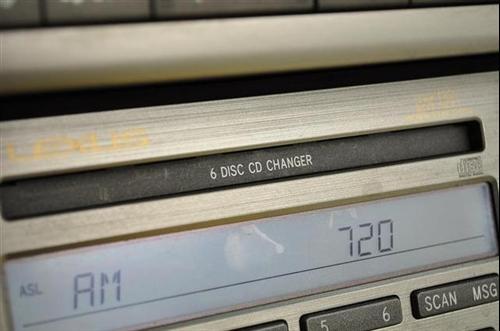 LEXUS
6 DISC CD CHANGER
ASL AM 720
5 6 SCAN MSG